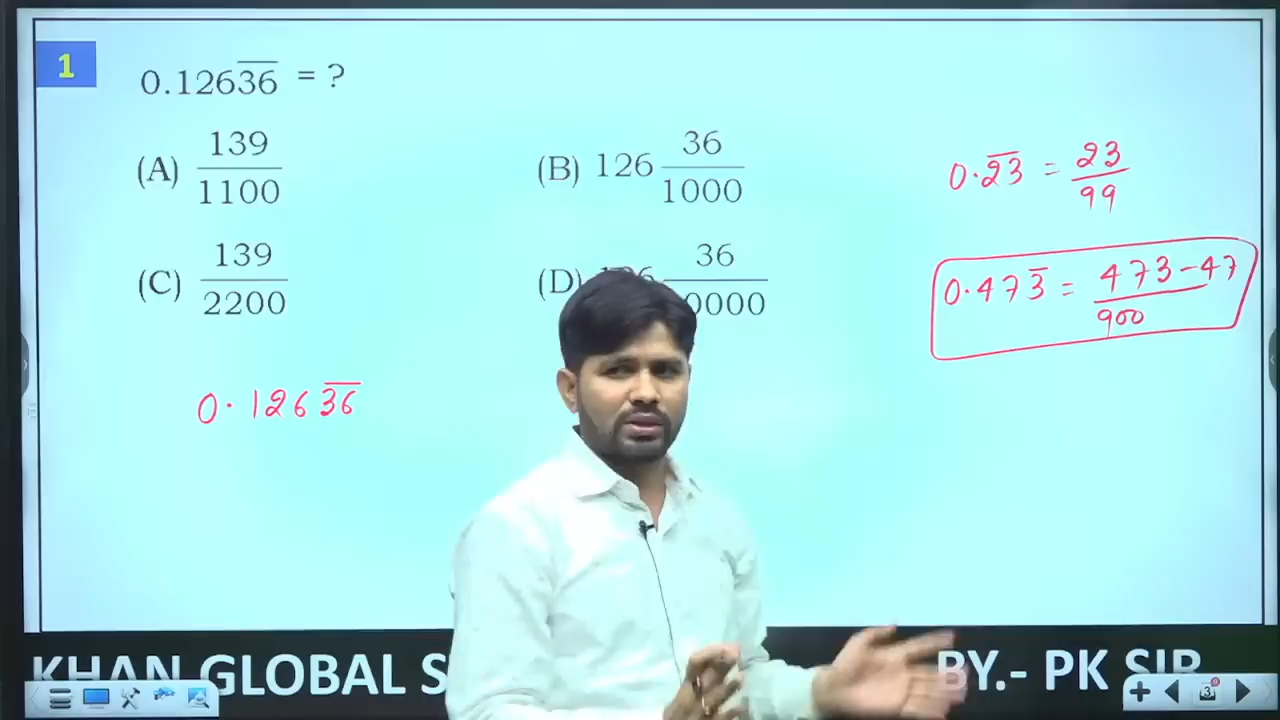 1
0.126\overline{36} = ?
(A) \frac{139}{1100}
(B) 126\frac{36}{1000}
(C) \frac{139}{2200}
(D) \frac{36}{0000}
0.\overline{23} = \frac{23}{99}
0.47\overline{3} = \frac{473-47}{900}
0.126\overline{36}
KHAN GLOBAL S
BY.- PK SIR
3